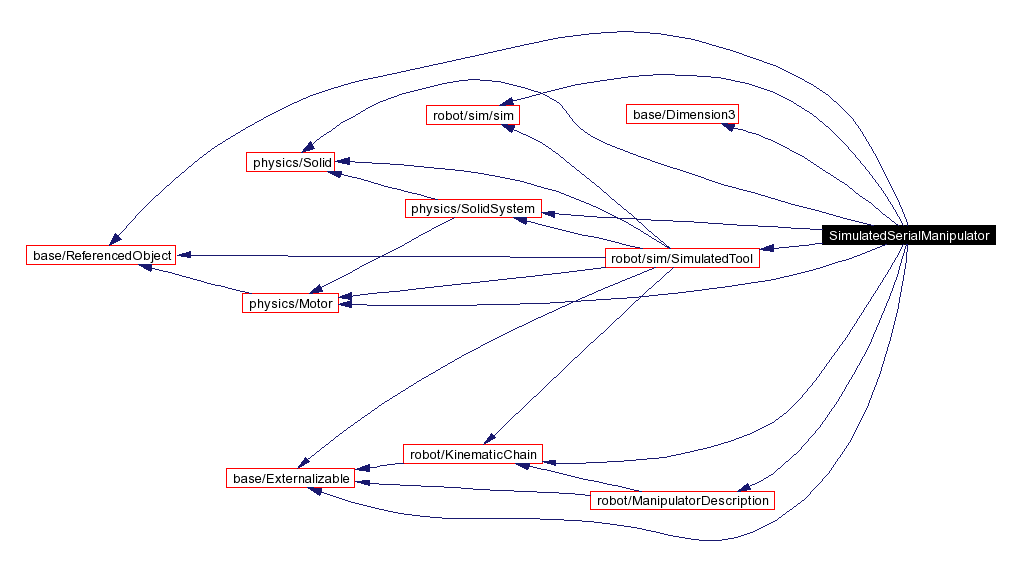 robot/sim/sim
base/Dimension3
physics/Solid
physics/SolidSystem
SimulatedSerialManipulator
base/ReferencedObject
robot/sim/SimulatedTool
physics/Motor
robot/KinematicChain
base/Externalizable
robot/ManipulatorDescription